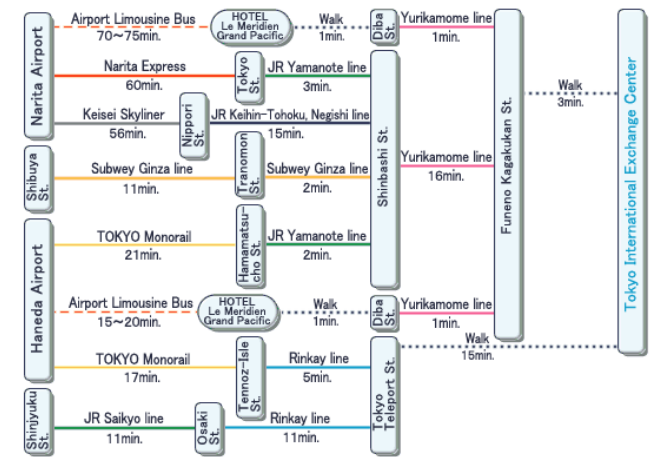 Narita Airport
Airport Limousine Bus
70～75min.
HOTEL
Le Meridien
Grand Pacific
Walk
1min.
Diba
St.
Yurikamome line
1min.
Narita Express
60min.
Tokyo
St.
JR Yamanote line
3min.
Keisei Skyliner
56min.
Nippori
St.
JR Keihin-Tohoku, Negishi line
15min.
Shinbashi St.
Yurikamome line
16min.
Funeno Kagakukan St.
Walk
3min.
Tokyo International Exchange Center
Shibuya
St.
Subwey Ginza line
11min.
Tranomon
St.
Subwey Ginza line
2min.
Haneda Airport
TOKYO Monorail
21min.
Hamamatsu-
cho St.
JR Yamanote line
2min.
Airport Limousine Bus
15～20min.
HOTEL
Le Meridien
Grand Pacific
Walk
1min.
Diba
St.
Yurikamome line
1min.
Walk
15min.
TOKYO Monorail
17min.
Tennoz-Isle
St.
Rinkay line
5min.
Tokyo
Teleport St.
Shinjyuku
St.
JR Saikyo line
11min.
Osaki
St.
Rinkay line
11min.